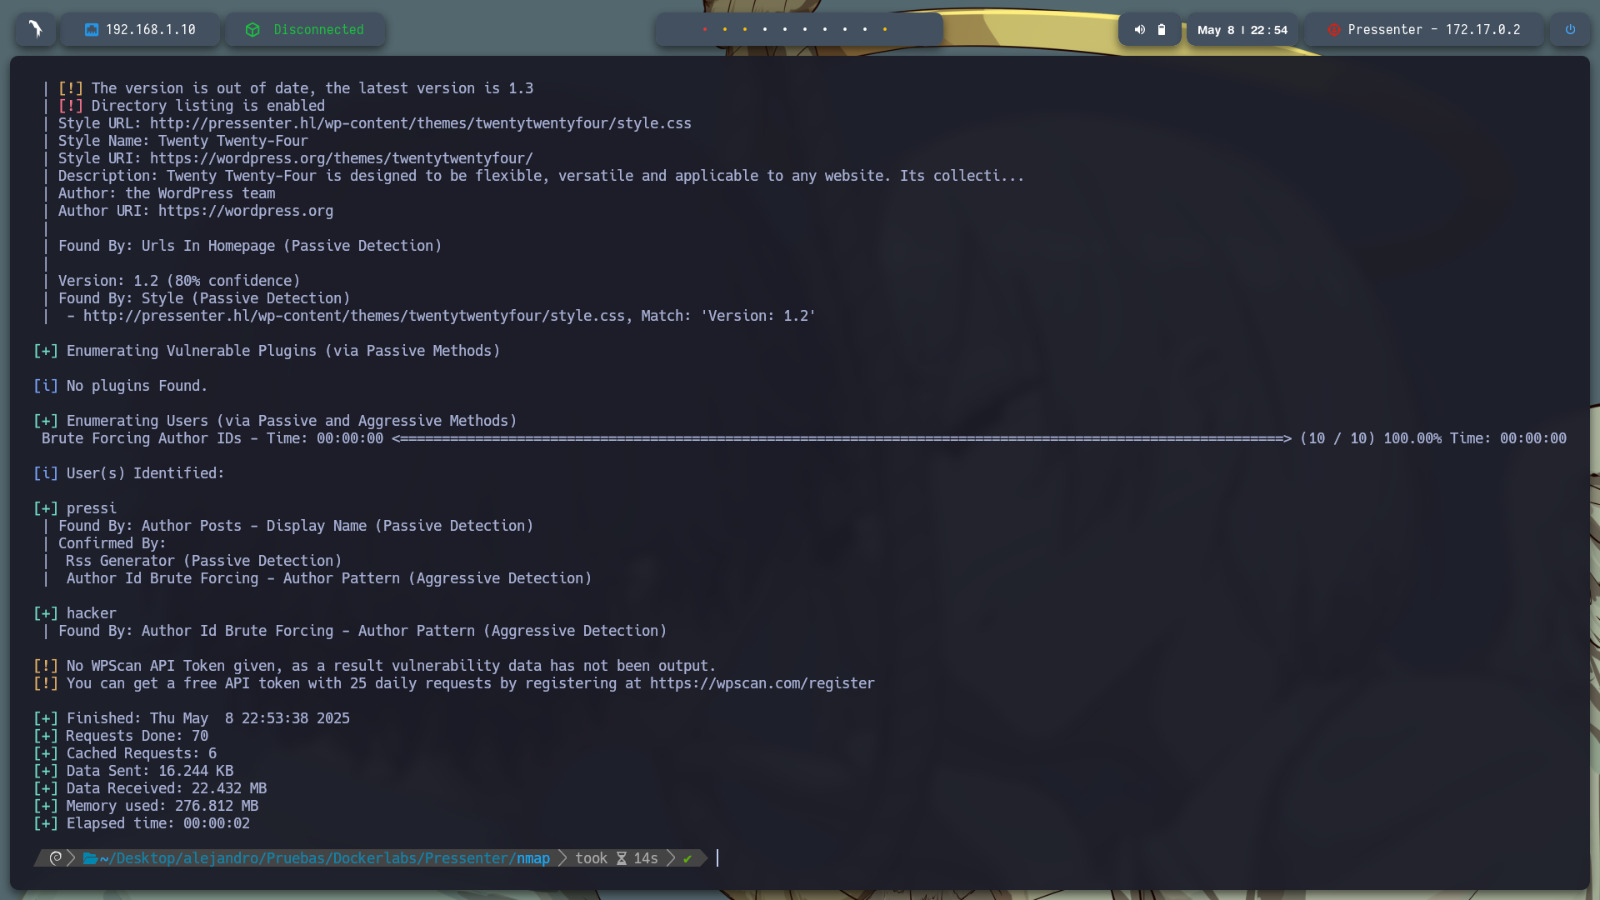 192.168.1.10
Disconnected
May 8 | 22:54
Pressenter - 172.17.0.2
| [!] The version is out of date, the latest version is 1.3
| [!] Directory listing is enabled
| Style URL: http://pressenter.hl/wp-content/themes/twentytwentyfour/style.css
| Style Name: Twenty Twenty-Four
| Style URI: https://wordpress.org/themes/twentytwentyfour/
| Description: Twenty Twenty-Four is designed to be flexible, versatile and applicable to any website. Its collecti...
| Author: the WordPress team
| Author URI: https://wordpress.org
|
| Found By: Urls In Homepage (Passive Detection)
|
| Version: 1.2 (80% confidence)
| Found By: Style (Passive Detection)
|  - http://pressenter.hl/wp-content/themes/twentytwentyfour/style.css, Match: 'Version: 1.2'
[+] Enumerating Vulnerable Plugins (via Passive Methods)
[i] No plugins Found.
[+] Enumerating Users (via Passive and Aggressive Methods)
Brute Forcing Author IDs - Time: 00:00:00 <==========================================================================================================> (10 / 10) 100.00% Time: 00:00:00
[i] User(s) Identified:
[+] pressi
| Found By: Author Posts - Display Name (Passive Detection)
| Confirmed By:
|  Rss Generator (Passive Detection)
|  Author Id Brute Forcing - Author Pattern (Aggressive Detection)
[+] hacker
| Found By: Author Id Brute Forcing - Author Pattern (Aggressive Detection)
[!] No WPScan API Token given, as a result vulnerability data has not been output.
[!] You can get a free API token with 25 daily requests by registering at https://wpscan.com/register
[+] Finished: Thu May  8 22:53:38 2025
[+] Requests Done: 70
[+] Cached Requests: 6
[+] Data Sent: 16.244 KB
[+] Data Received: 22.432 MB
[+] Memory used: 276.812 MB
[+] Elapsed time: 00:00:02
~/Desktop/alejandro/Pruebas/Dockerlabs/Pressenter/nmap took 14s ✔